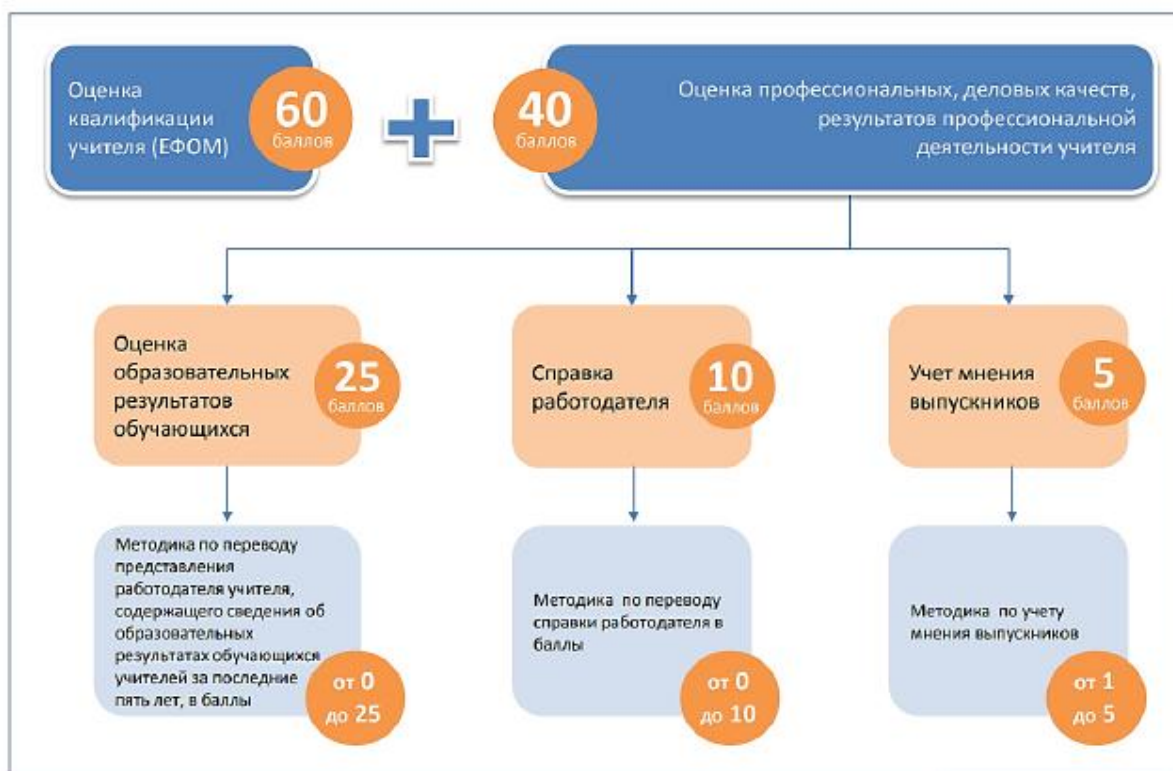 Оценка
квалификации
учителя (ЕФОМ)
60
баллов
40
баллов
Оценка профессиональных, деловых качеств,
результатов профессиональной
деятельности учителя
Оценка
образовательных
результатов
обучающихся
25
баллов
Справка
работодателя
10
баллов
Учет мнения
выпускников
5
баллов
Методика по переводу
представления
работодателя учителя,
содержащего сведения об
образовательных
результатах обучающихся
учителей за последние
пять лет, в баллы
от 0
до 25
Методика по переводу
справки работодателя в
баллы
от 0
до 10
Методика по учету
мнения выпускников
от 1
до 5